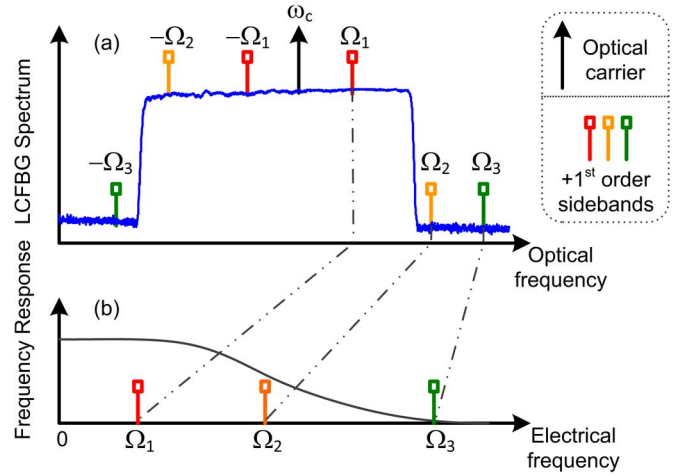 (a)
−Ω₂
−Ω₁
ω_c
Ω₁
−Ω₃
Ω₂
Ω₃
LCFBG Spectrum
Optical
frequency
Optical
carrier
+1ˢᵗ order
sidebands
(b)
Frequency Response
0
Ω₁
Ω₂
Ω₃
Electrical
frequency